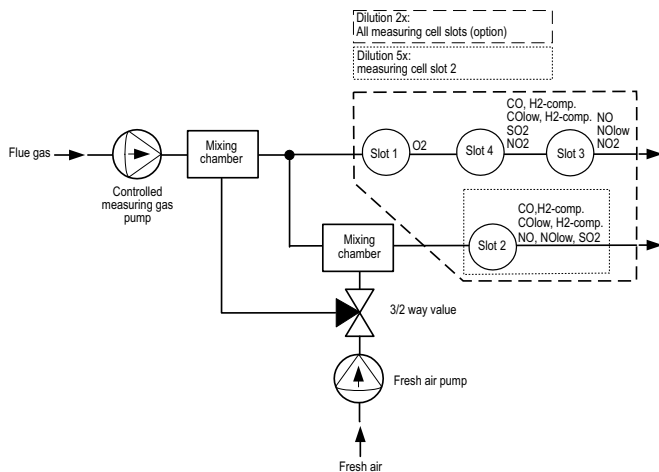 Dilution 2x:
All measuring cell slots (option)
Dilution 5x:
measuring cell slot 2
CO, H2-comp.
COlow, H2-comp.
SO2
NO2
NO
NOlow
NO2
Flue gas
Mixing
chamber
Slot 1
O2
Slot 4
Slot 3
Controlled
measuring gas
pump
CO,H2-comp.
COlow, H2-comp.
NO, NOlow, SO2
Mixing
chamber
Slot 2
3/2 way value
Fresh air pump
Fresh air